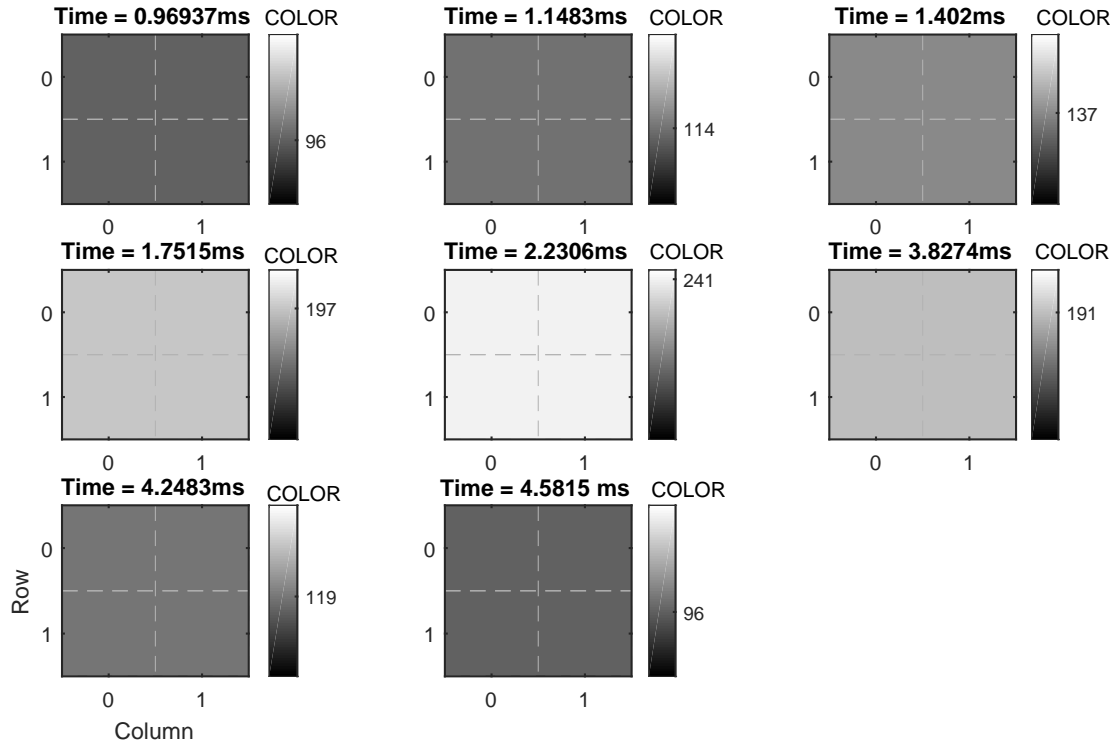 Time = 0.96937ms
COLOR
0
1
96
0 1
Time = 1.1483ms
COLOR
114
0 1
Time = 1.402ms
COLOR
0
1
137
0 1
Time = 1.7515ms
COLOR
0
1
197
0 1
Time = 2.2306ms
COLOR
0
1
241
0 1
Time = 3.8274ms
COLOR
0
1
191
0 1
Time = 4.2483ms
COLOR
Row
0
1
119
0 1
Column
Time = 4.5815 ms
COLOR
0
1
96
0 1